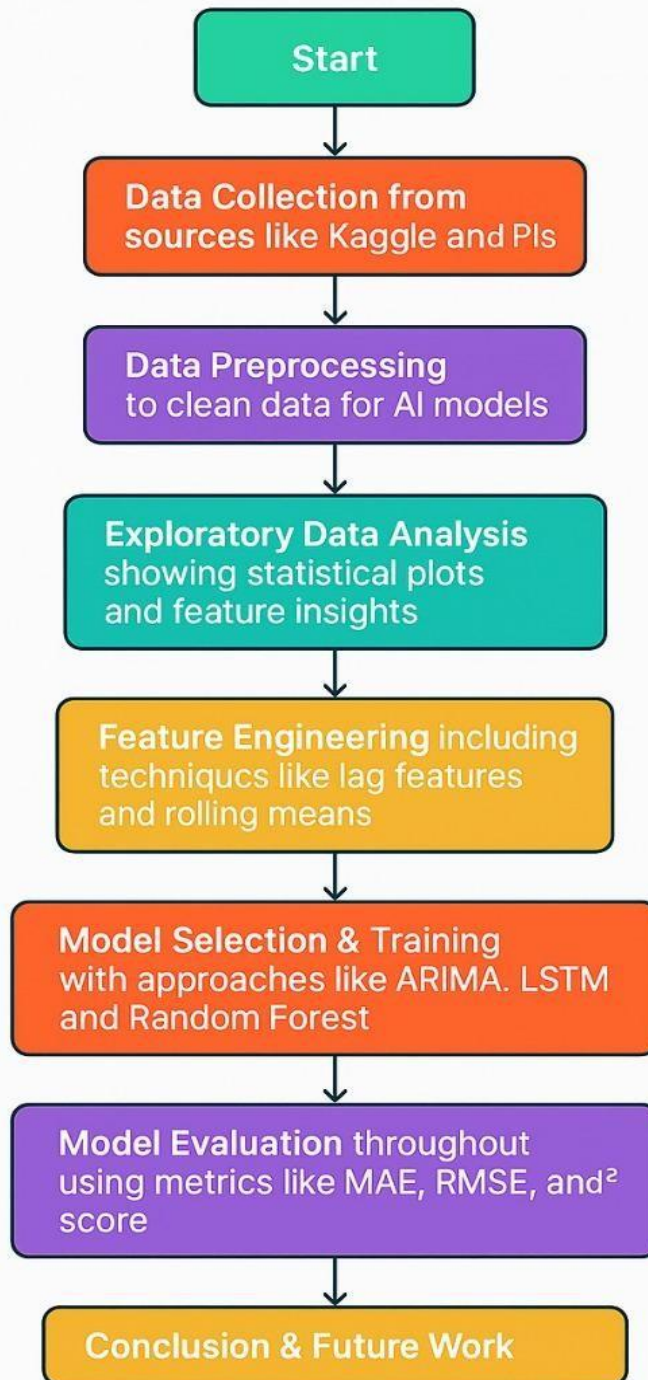 Start
Data Collection from
sources like Kaggle and PIs
Data Preprocessing
to clean data for AI models
Exploratory Data Analysis
showing statistical plots
and feature insights
Feature Engineering including
techniqucs like lag features
and rolling means
Model Selection & Training
with approaches like ARIMA. LSTM
and Random Forest
Model Evaluation throughout
using metrics like MAE, RMSE, and²
score
Conclusion & Future Work